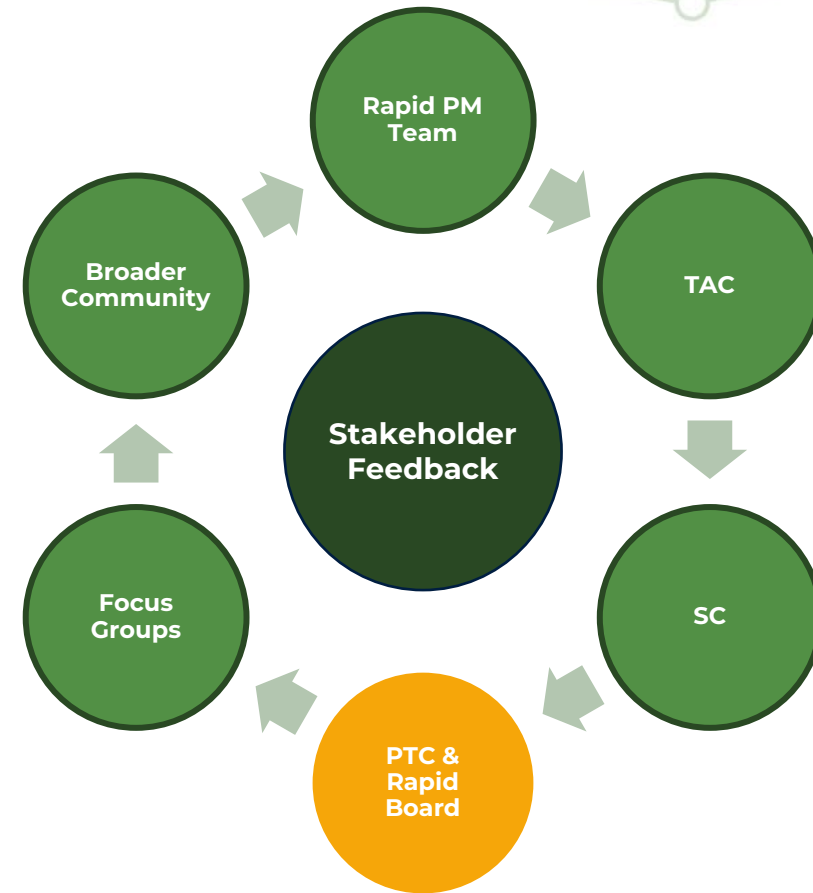 Rapid PM
Team
Broader
Community
TAC
Stakeholder
Feedback
Focus
Groups
SC
PTC &
Rapid
Board